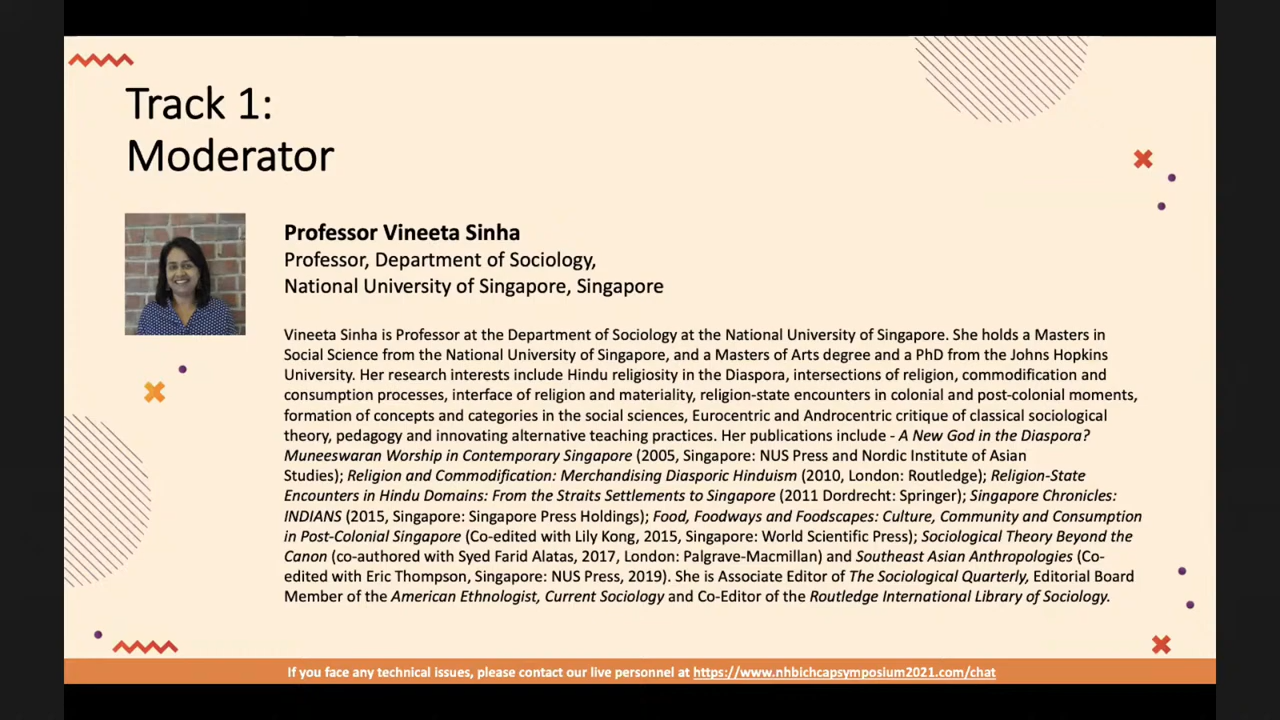 Track 1:
Moderator
Professor Vineeta Sinha
Professor, Department of Sociology,
National University of Singapore, Singapore
Vineeta Sinha is Professor at the Department of Sociology at the National University of Singapore. She holds a Masters in
Social Science from the National University of Singapore, and a Masters of Arts degree and a PhD from the Johns Hopkins
University. Her research interests include Hindu religiosity in the Diaspora, intersections of religion, commodification and
consumption processes, interface of religion and materiality, religion-state encounters in colonial and post-colonial moments,
formation of concepts and categories in the social sciences, Eurocentric and Androcentric critique of classical sociological
theory, pedagogy and innovating alternative teaching practices. Her publications include - A New God in the Diaspora?
Muneeswaran Worship in Contemporary Singapore (2005, Singapore: NUS Press and Nordic Institute of Asian
Studies); Religion and Commodification: Merchandising Diasporic Hinduism (2010, London: Routledge); Religion-State
Encounters in Hindu Domains: From the Straits Settlements to Singapore (2011 Dordrecht: Springer); Singapore Chronicles:
INDIANS (2015, Singapore: Singapore Press Holdings); Food, Foodways and Foodscapes: Culture, Community and Consumption
in Post-Colonial Singapore (Co-edited with Lily Kong, 2015, Singapore: World Scientific Press); Sociological Theory Beyond the
Canon (co-authored with Syed Farid Alatas, 2017, London: Palgrave-Macmillan) and Southeast Asian Anthropologies (Co-
edited with Eric Thompson, Singapore: NUS Press, 2019). She is Associate Editor of The Sociological Quarterly, Editorial Board
Member of the American Ethnologist, Current Sociology and Co-Editor of the Routledge International Library of Sociology.
If you face any technical issues, please contact our live personnel at https://www.nhbichcapsymposium2021.com/chat